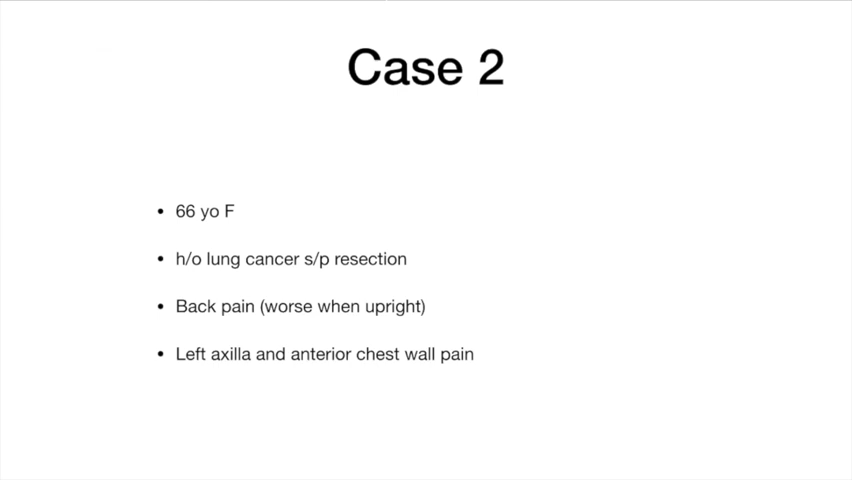 Case 2
• 66 yo F
• h/o lung cancer s/p resection
• Back pain (worse when upright)
• Left axilla and anterior chest wall pain